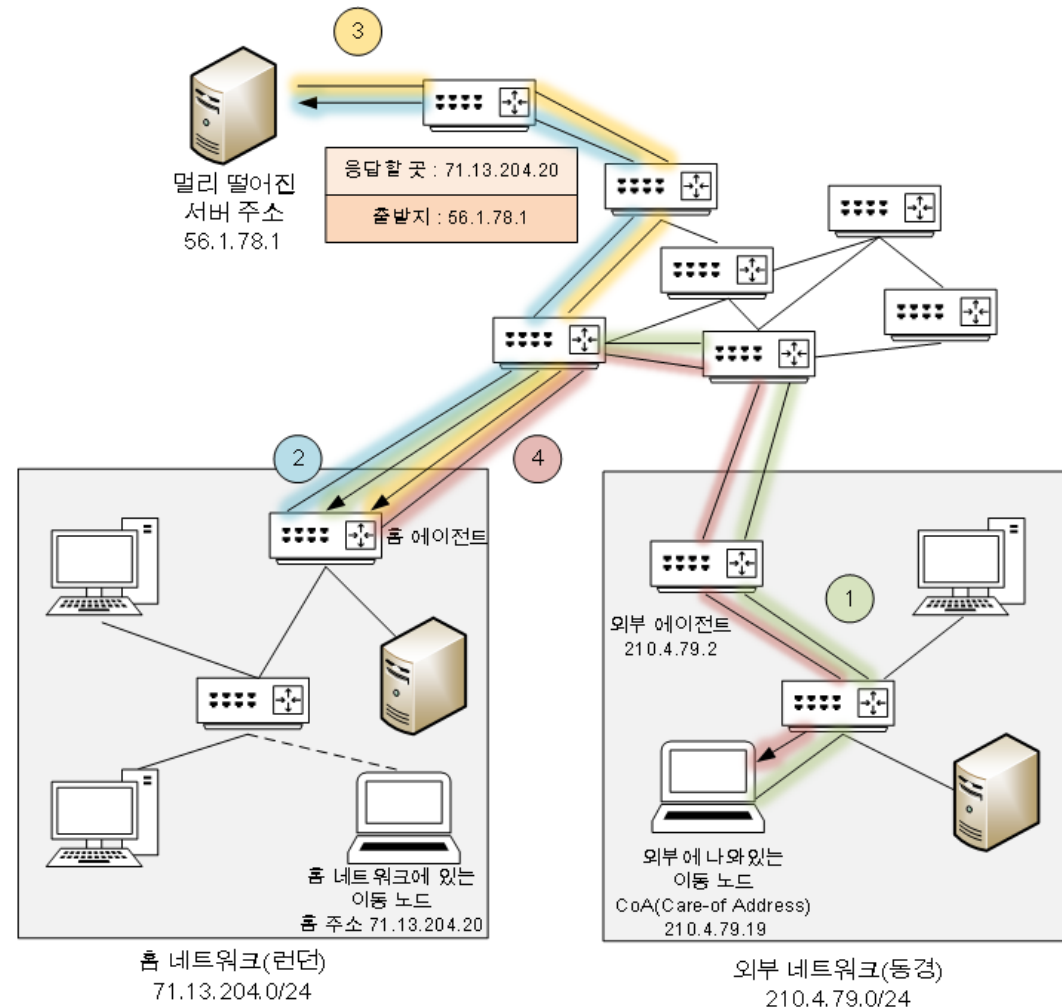 3
멀리 떨어진
서버 주소
56.1.78.1
응답할 곳 : 71.13.204.20
출발지 : 56.1.78.1
2
4
홈 에이전트
홈 네트워크에 있는
이동 노드
홈 주소 71.13.204.20
홈 네트워크(런던)
71.13.204.0/24
1
외부 에이전트
210.4.79.2
외부에 나와있는
이동 노드
CoA(Care-of Address)
210.4.79.19
외부 네트워크(동경)
210.4.79.0/24